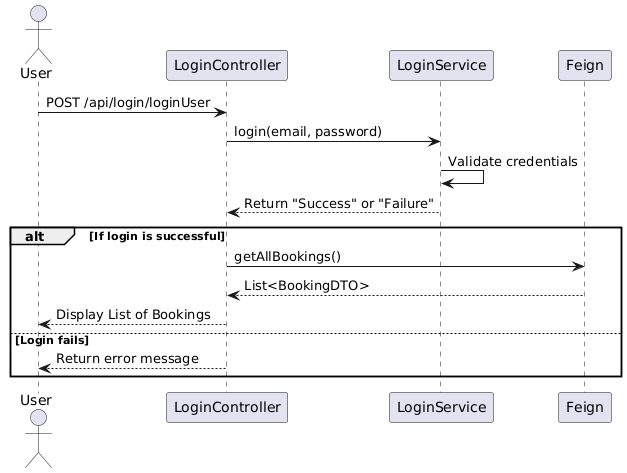 User
LoginController
LoginService
Feign
POST /api/login/loginUser
login(email, password)
Validate credentials
Return "Success" or "Failure"
alt
[If login is successful]
getAllBookings()
List<BookingDTO>
Display List of Bookings
[Login fails]
Return error message
User
LoginController
LoginService
Feign